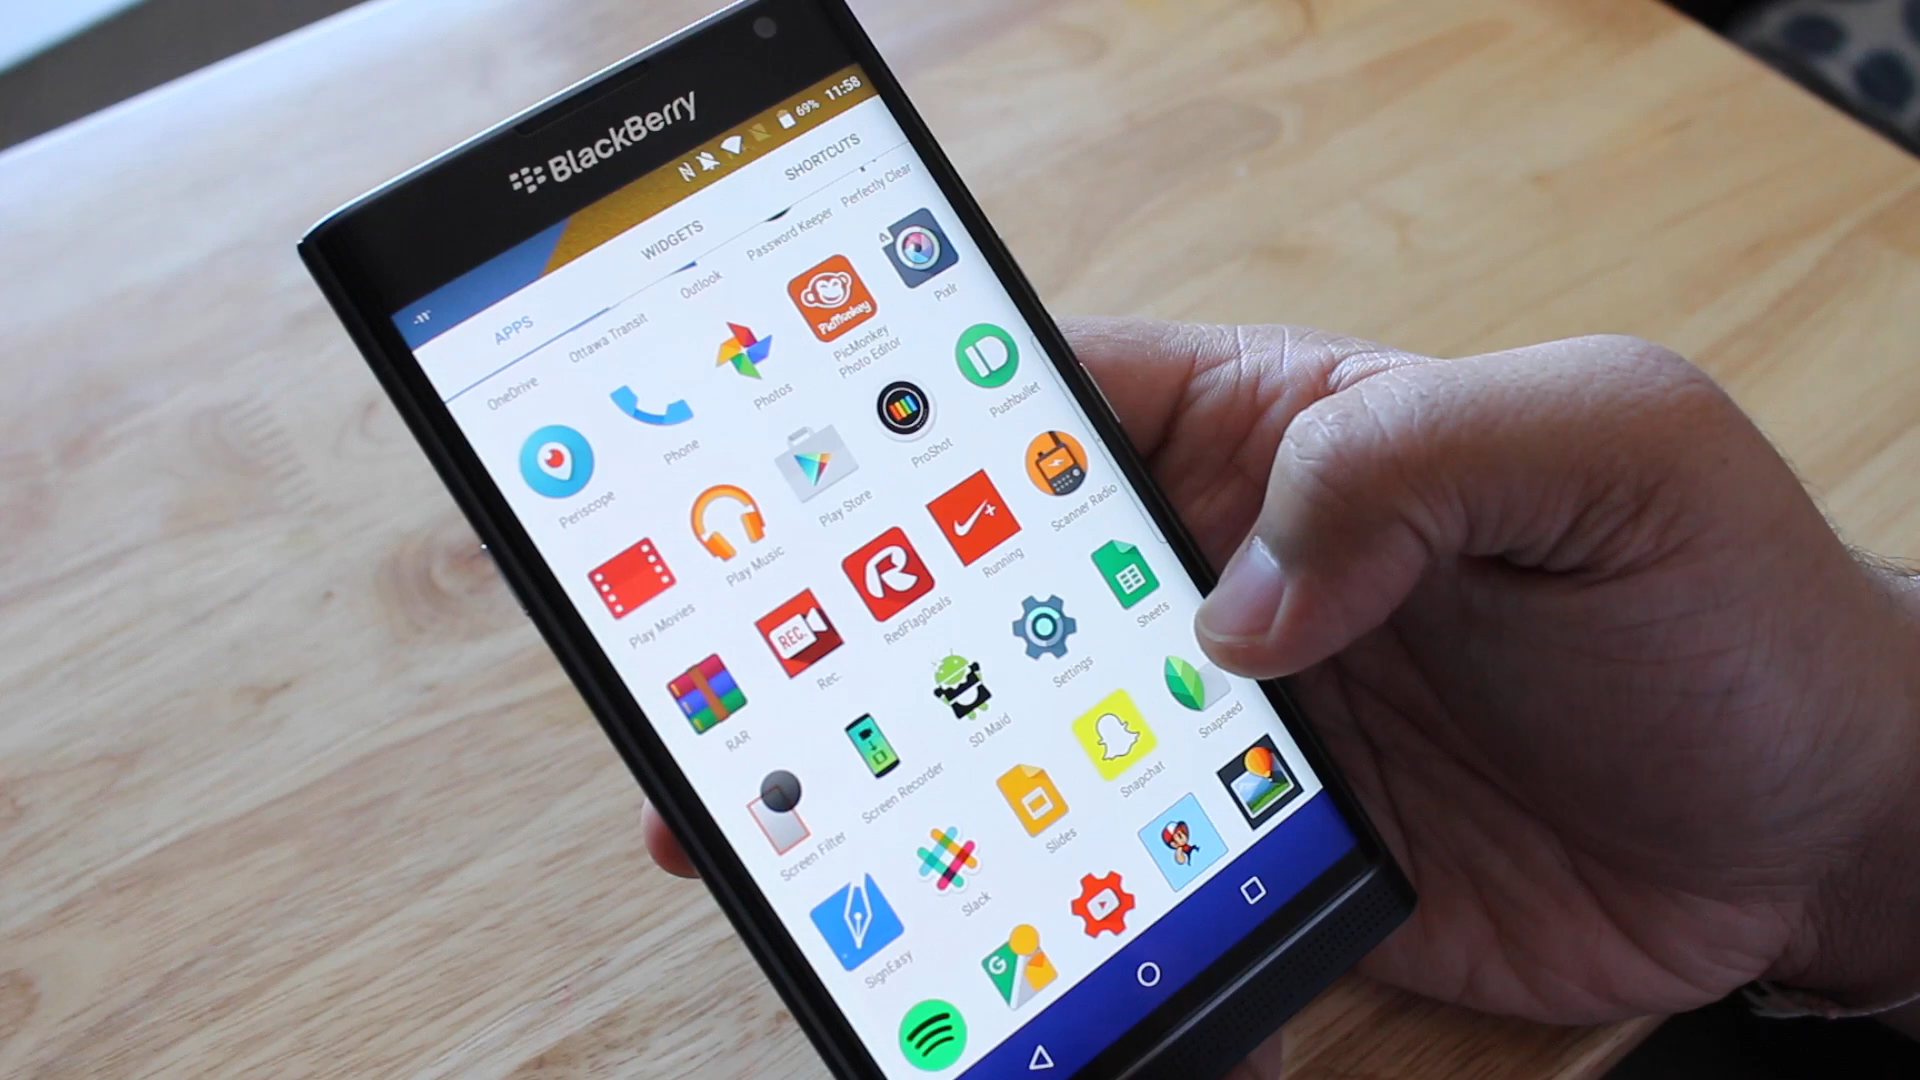 BlackBerry
-11°
69% 11:58
APPS
WIDGETS
SHORTCUTS
OneDrive
Ottawa Transit
Outlook
Password Keeper
Perfectly Clear
Periscope
Phone
Photos
PicMonkey
PicMonkey
Photo Editor
Pixlr
Play Movies
Play Music
Play Store
ProShot
Pushbullet
RAR
REC.
Rec.
R
RedFlagDeals
Running
Scanner Radio
Screen Filter
Screen Recorder
SD Maid
Settings
Sheets
SignEasy
Slack
Slides
Snapchat
Snapseed
G